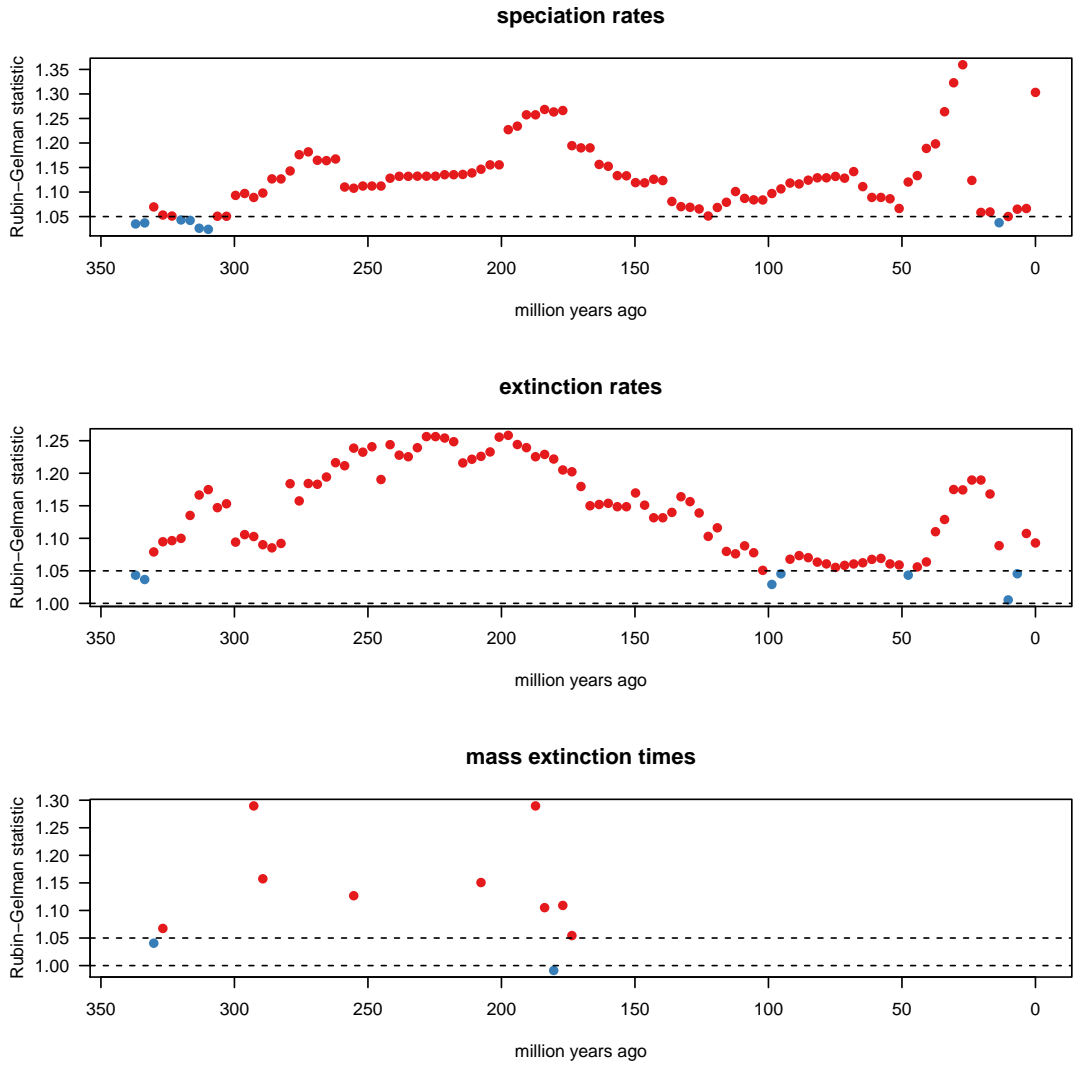 speciation rates
Rubin−Gelman statistic
1.35
1.30
1.25
1.20
1.15
1.10
1.05
350 300 250 200 150 100 50 0
million years ago
extinction rates
Rubin−Gelman statistic
1.25
1.20
1.15
1.10
1.05
1.00
350 300 250 200 150 100 50 0
million years ago
mass extinction times
Rubin−Gelman statistic
1.30
1.25
1.20
1.15
1.10
1.05
1.00
350 300 250 200 150 100 50 0
million years ago